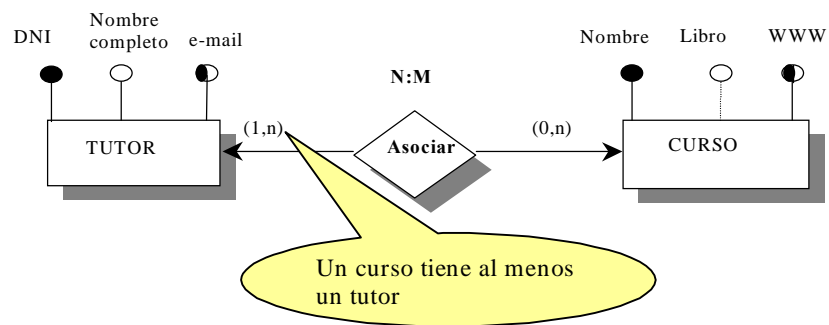 DNI
Nombre
completo
e-mail
Nombre
Libro
WWW
N:M
(1,n)
(0,n)
TUTOR
Asociar
CURSO
Un curso tiene al menos
un tutor